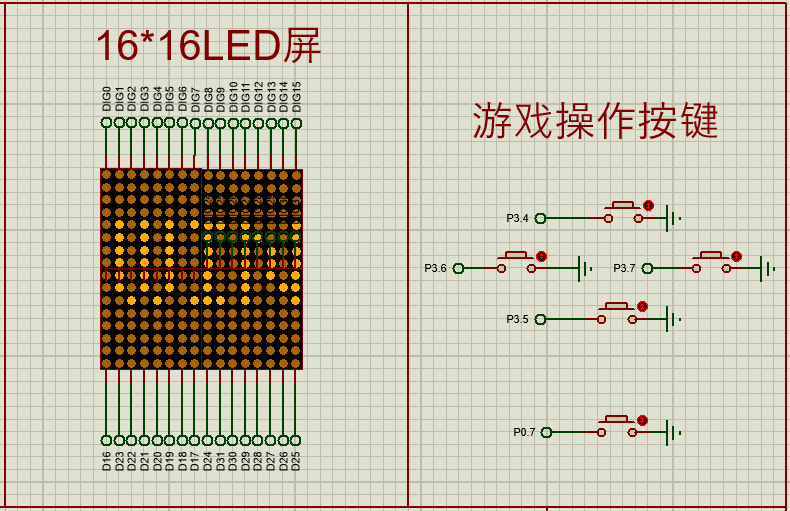 16*16LED屏
DIG0 DIG1 DIG2 DIG3 DIG4 DIG5 DIG6 DIG7 DIG8 DIG9 DIG10 DIG11 DIG12 DIG13 DIG14 DIG15
D16 D23 D22 D21 D20 D19 D18 D17 D24 D31 D30 D29 D28 D27 D26 D25
游戏操作按键
P3.4
P3.6 P3.7
P3.5
P0.7